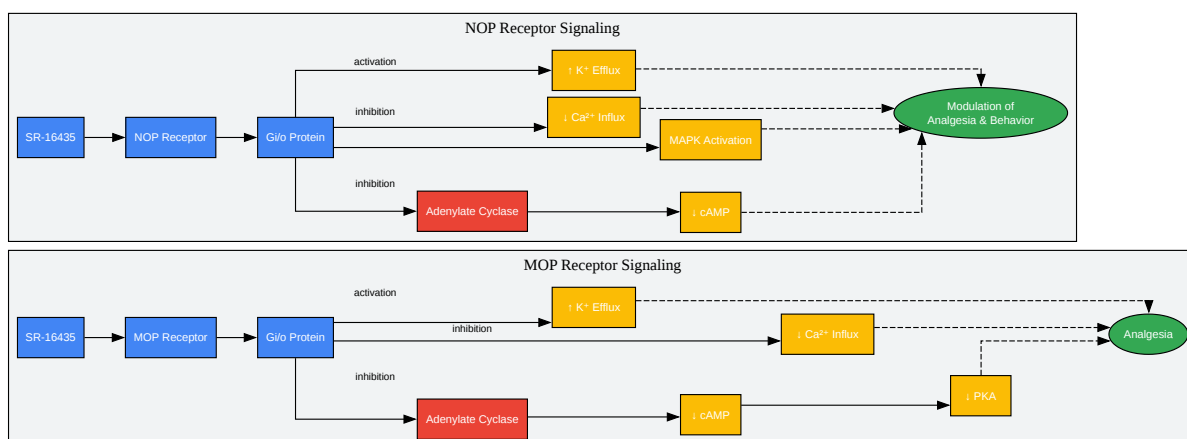 NOP Receptor Signaling
activation
↑ K⁺ Efflux
inhibition
↓ Ca²⁺ Influx
Modulation of
Analgesia & Behavior
SR-16435
NOP Receptor
Gi/o Protein
MAPK Activation
inhibition
Adenylate Cyclase
↓ cAMP
MOP Receptor Signaling
activation
↑ K⁺ Efflux
inhibition
SR-16435
MOP Receptor
Gi/o Protein
↓ Ca²⁺ Influx
Analgesia
inhibition
↓ PKA
Adenylate Cyclase
↓ cAMP